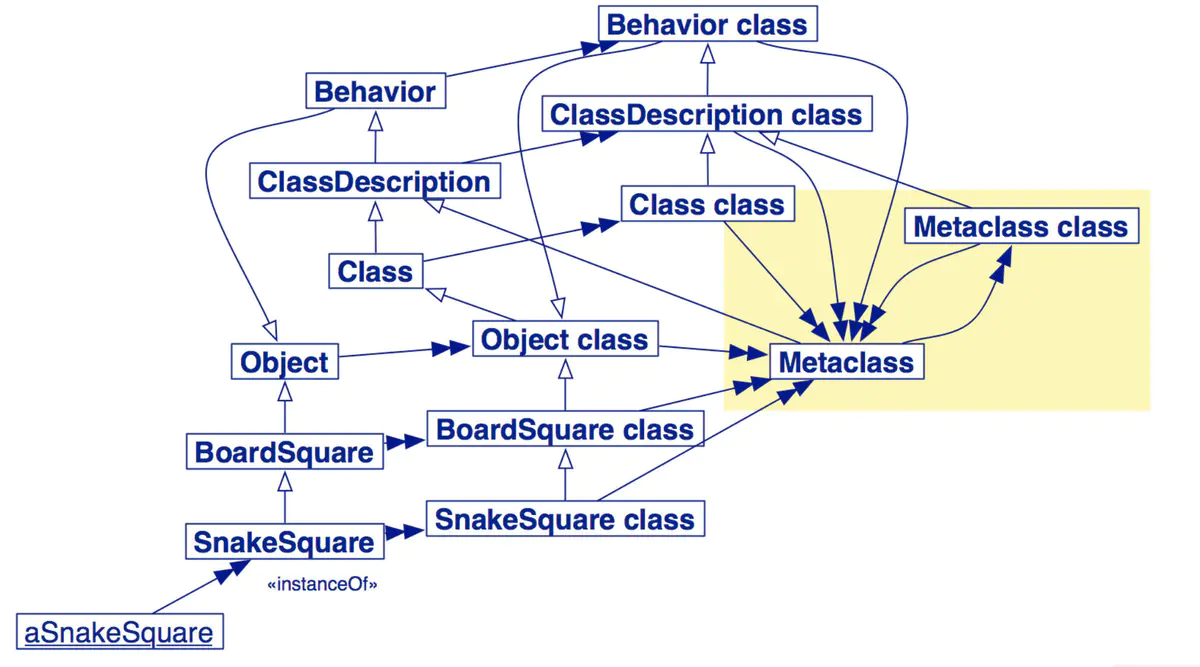 Behavior class
Behavior
ClassDescription class
ClassDescription
Class class
Metaclass class
Class
Object class
Object
Metaclass
BoardSquare class
BoardSquare
SnakeSquare class
SnakeSquare
«instanceOf»
aSnakeSquare